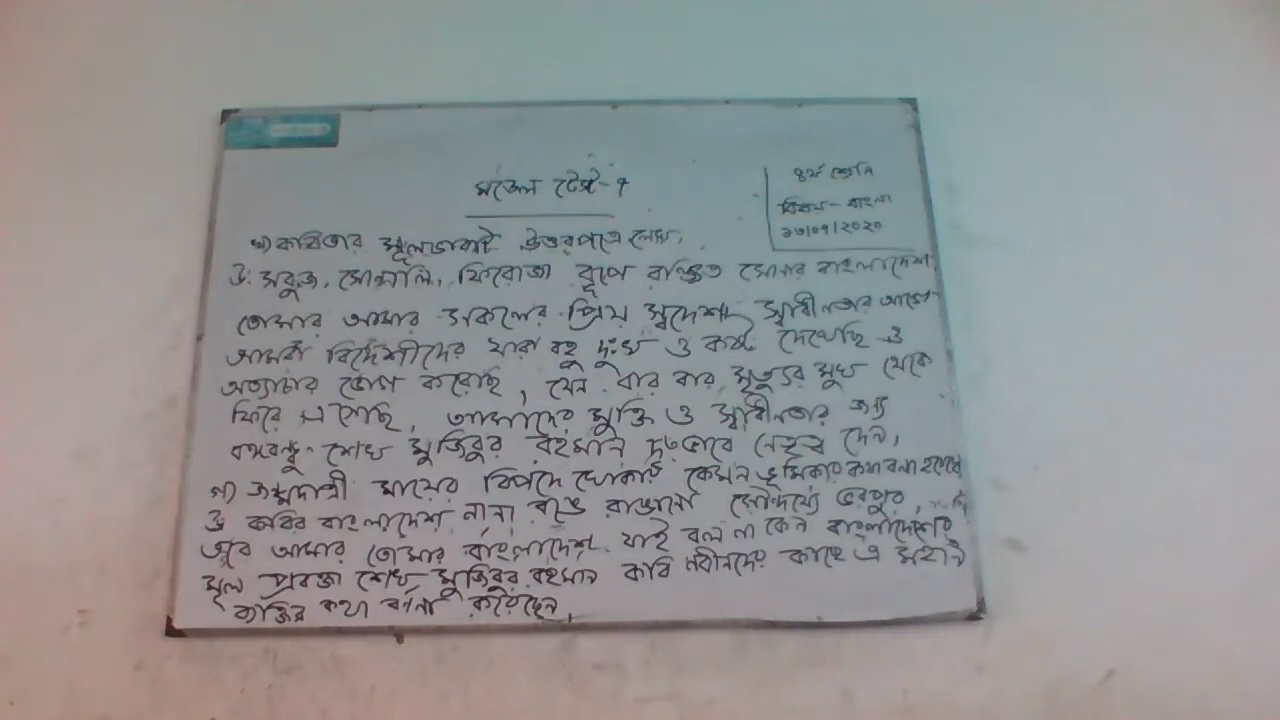 মডেল টেস্ট-৭
৪র্থ শ্রেণি
বিষয়- বাংলা
২৩/০৭/২০২০
খ) কবিতার মূলভাবটি উত্তরপত্রে লেখ।
উ: সবুজ, সোনালি, ফিরোজা রূপে রঞ্জিত সোনার বাংলাদেশ
তোমার আমার সকলের প্রিয় স্বদেশ। স্বাধীনতার আগে
আমরা বিদেশীদের দ্বারা বহু দুঃখ ও কষ্ট দেখেছি ও
অত্যাচার ভোগ করেছি, যেন বার বার মৃত্যুর মুখ থেকে
ফিরে এসেছি, আমাদের মুক্তি ও স্বাধীনতার জন্য
বঙ্গবন্ধু শেখ মুজিবুর রহমান দৃঢ়ভাবে নেতৃত্ব দেন,
গ) জন্মদাত্রী মায়ের বিপদে খোকার কেমন ভূমিকার কথা বলা হয়েছে
উ কবির বাংলাদেশ নানা রঙে রাঙানো সৌন্দর্যে ভরপুর,
তবে আমার তোমার বাংলাদেশ যাই বল না কেন বাংলাদেশের
মূল প্রবক্তা শেখ মুজিবুর রহমান কবি নবীনদের কাছে এ মহান
ব্যক্তির কথা বর্ণনা করেছেন,